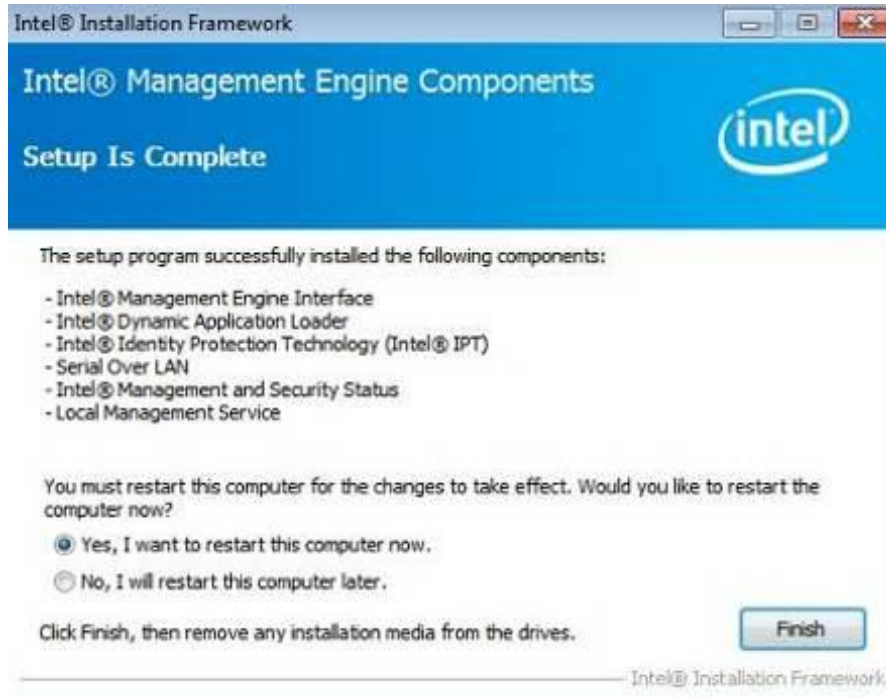 Intel® Installation Framework
Intel® Management Engine Components
Setup Is Complete
intel
The setup program successfully installed the following components:
- Intel® Management Engine Interface
- Intel® Dynamic Application Loader
- Intel® Identity Protection Technology (Intel® IPT)
- Serial Over LAN
- Intel® Management and Security Status
- Local Management Service
You must restart this computer for the changes to take effect. Would you like to restart the
computer now?
Yes, I want to restart this computer now.
No, I will restart this computer later.
Click Finish, then remove any installation media from the drives.
Finish
Intel® Installation Framework